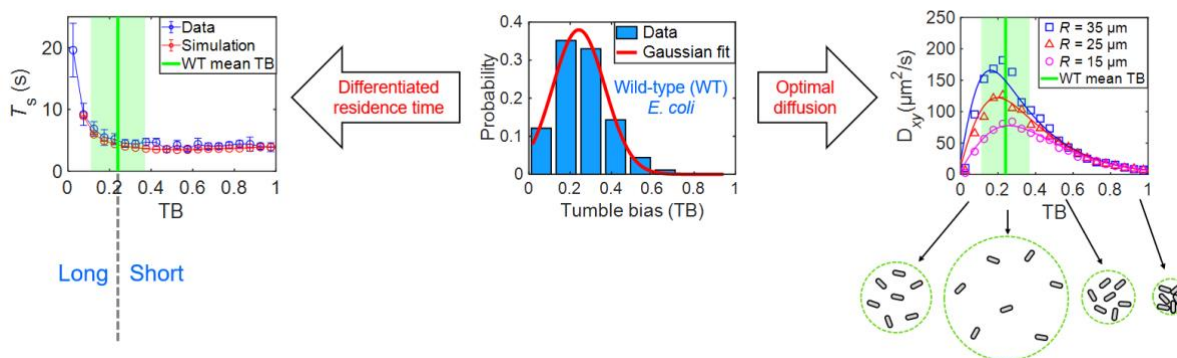 T_s (s)
20
10
0
0 0.2 0.4 0.6 0.8 1
TB
Data
Simulation
WT mean TB
Long
Short
Differentiated
residence time
Probability
0.4
0.3
0.2
0.1
0
0 0.2 0.4 0.6 0.8 1
Tumble bias (TB)
Data
Gaussian fit
Wild-type (WT)
E. coli
Optimal
diffusion
D_xy (μm²/s)
250
200
150
100
50
0
0 0.2 0.4 0.6 0.8 1
TB
R = 35 μm
R = 25 μm
R = 15 μm
WT mean TB